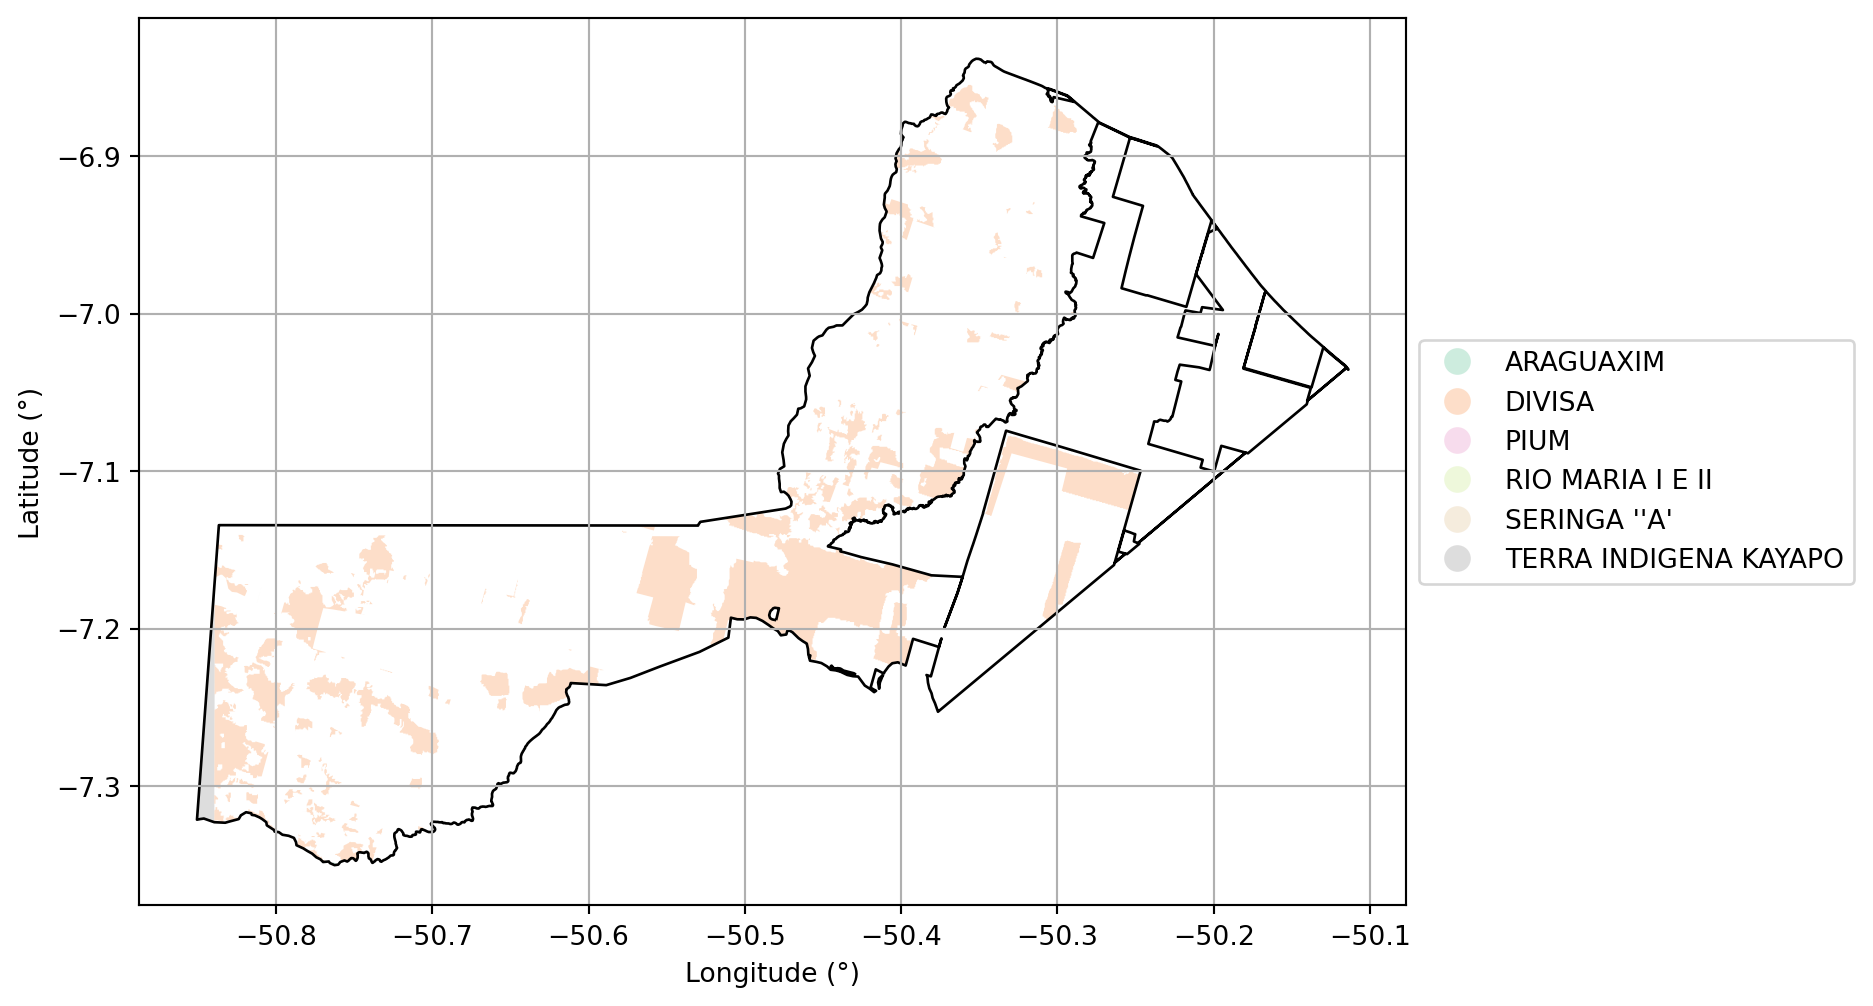 −6.9
−7.0
−7.1
−7.2
−7.3
Latitude (°)
−50.8
−50.7
−50.6
−50.5
−50.4
−50.3
−50.2
−50.1
Longitude (°)
ARAGUAXIM
DIVISA
PIUM
RIO MARIA I E II
SERINGA ''A'
TERRA INDIGENA KAYAPO